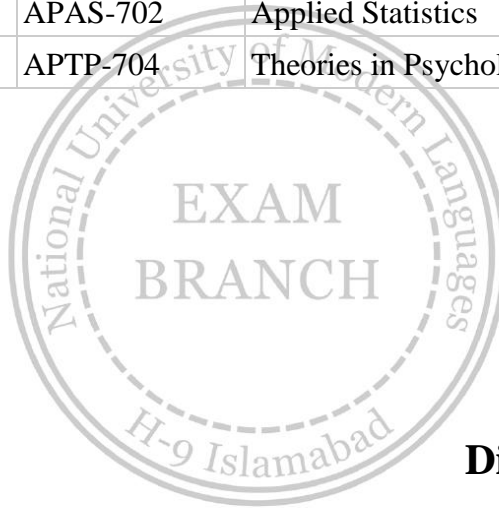 APAS-702 Applied Statistics
APTP-704 Theories in Psychol
National University of Modern Languages
EXAM
BRANCH
H-9 Islamabad
Di